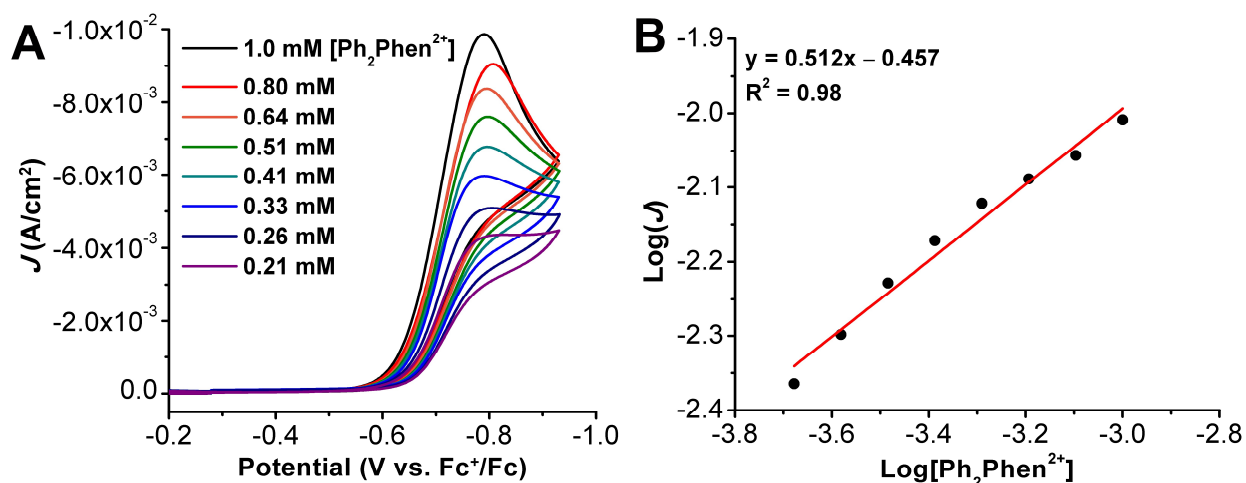 A
-1.0x10⁻²
-8.0x10⁻³
-6.0x10⁻³
-4.0x10⁻³
-2.0x10⁻³
0.0
J (A/cm²)
1.0 mM [Ph₂Phen²⁺]
0.80 mM
0.64 mM
0.51 mM
0.41 mM
0.33 mM
0.26 mM
0.21 mM
-0.2 -0.4 -0.6 -0.8 -1.0
Potential (V vs. Fc⁺/Fc)
B
-1.9
-2.0
-2.1
-2.2
-2.3
-2.4
Log(J)
y = 0.512x – 0.457
R² = 0.98
-3.8 -3.6 -3.4 -3.2 -3.0 -2.8
Log[Ph₂Phen²⁺]